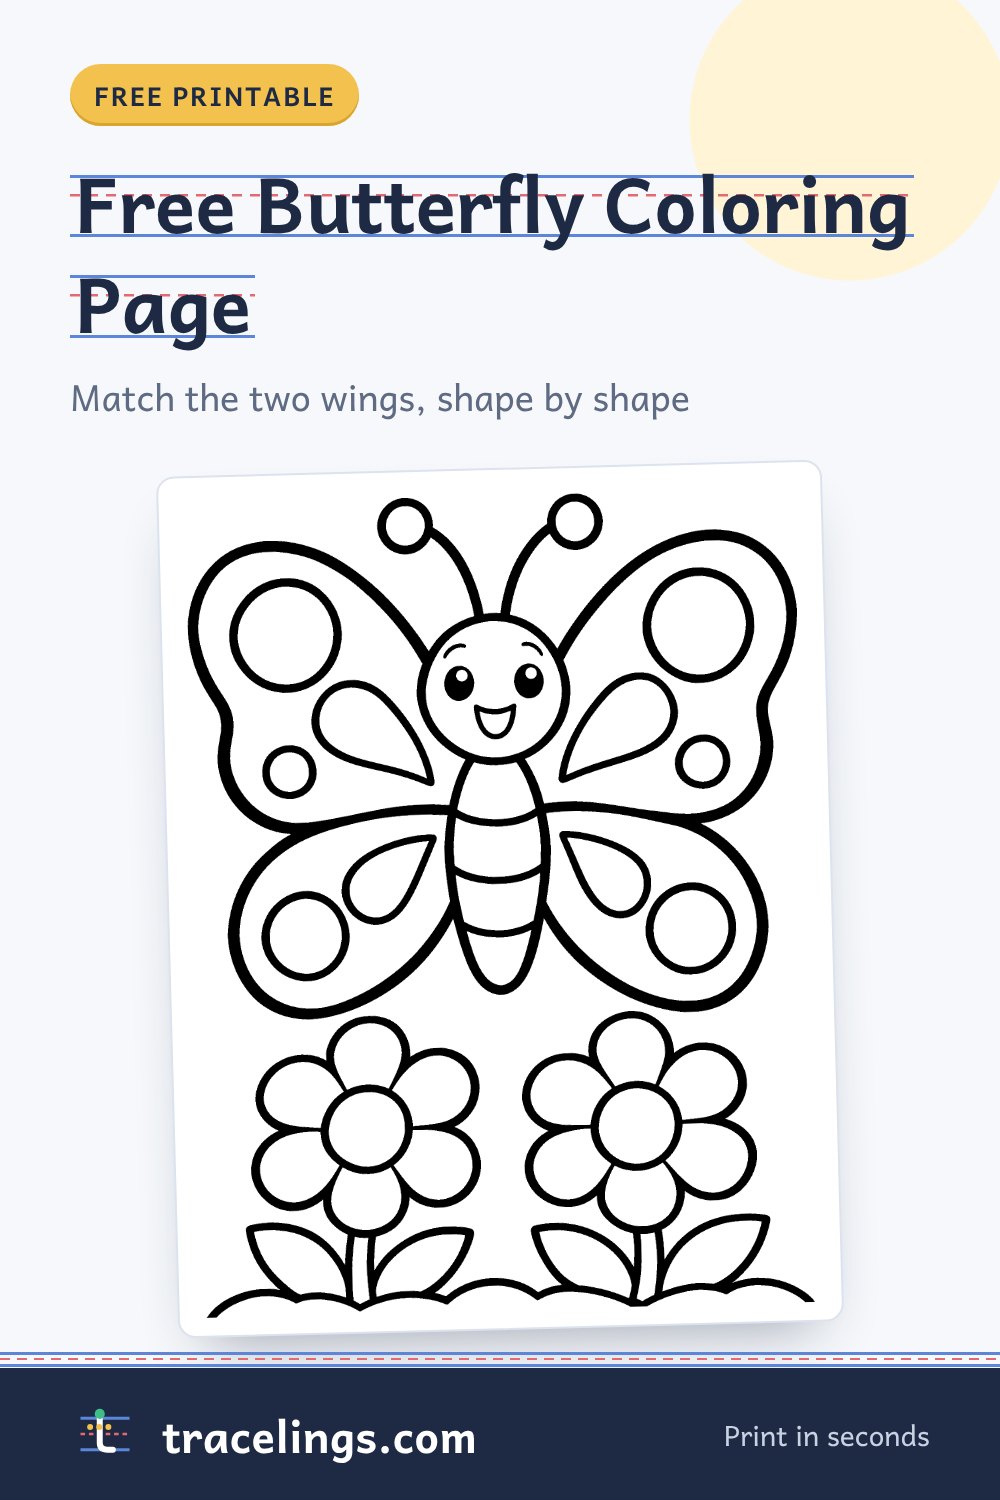 FREE PRINTABLE
Free Butterfly Coloring
Page
Match the two wings, shape by shape
tracelings.com
Print in seconds